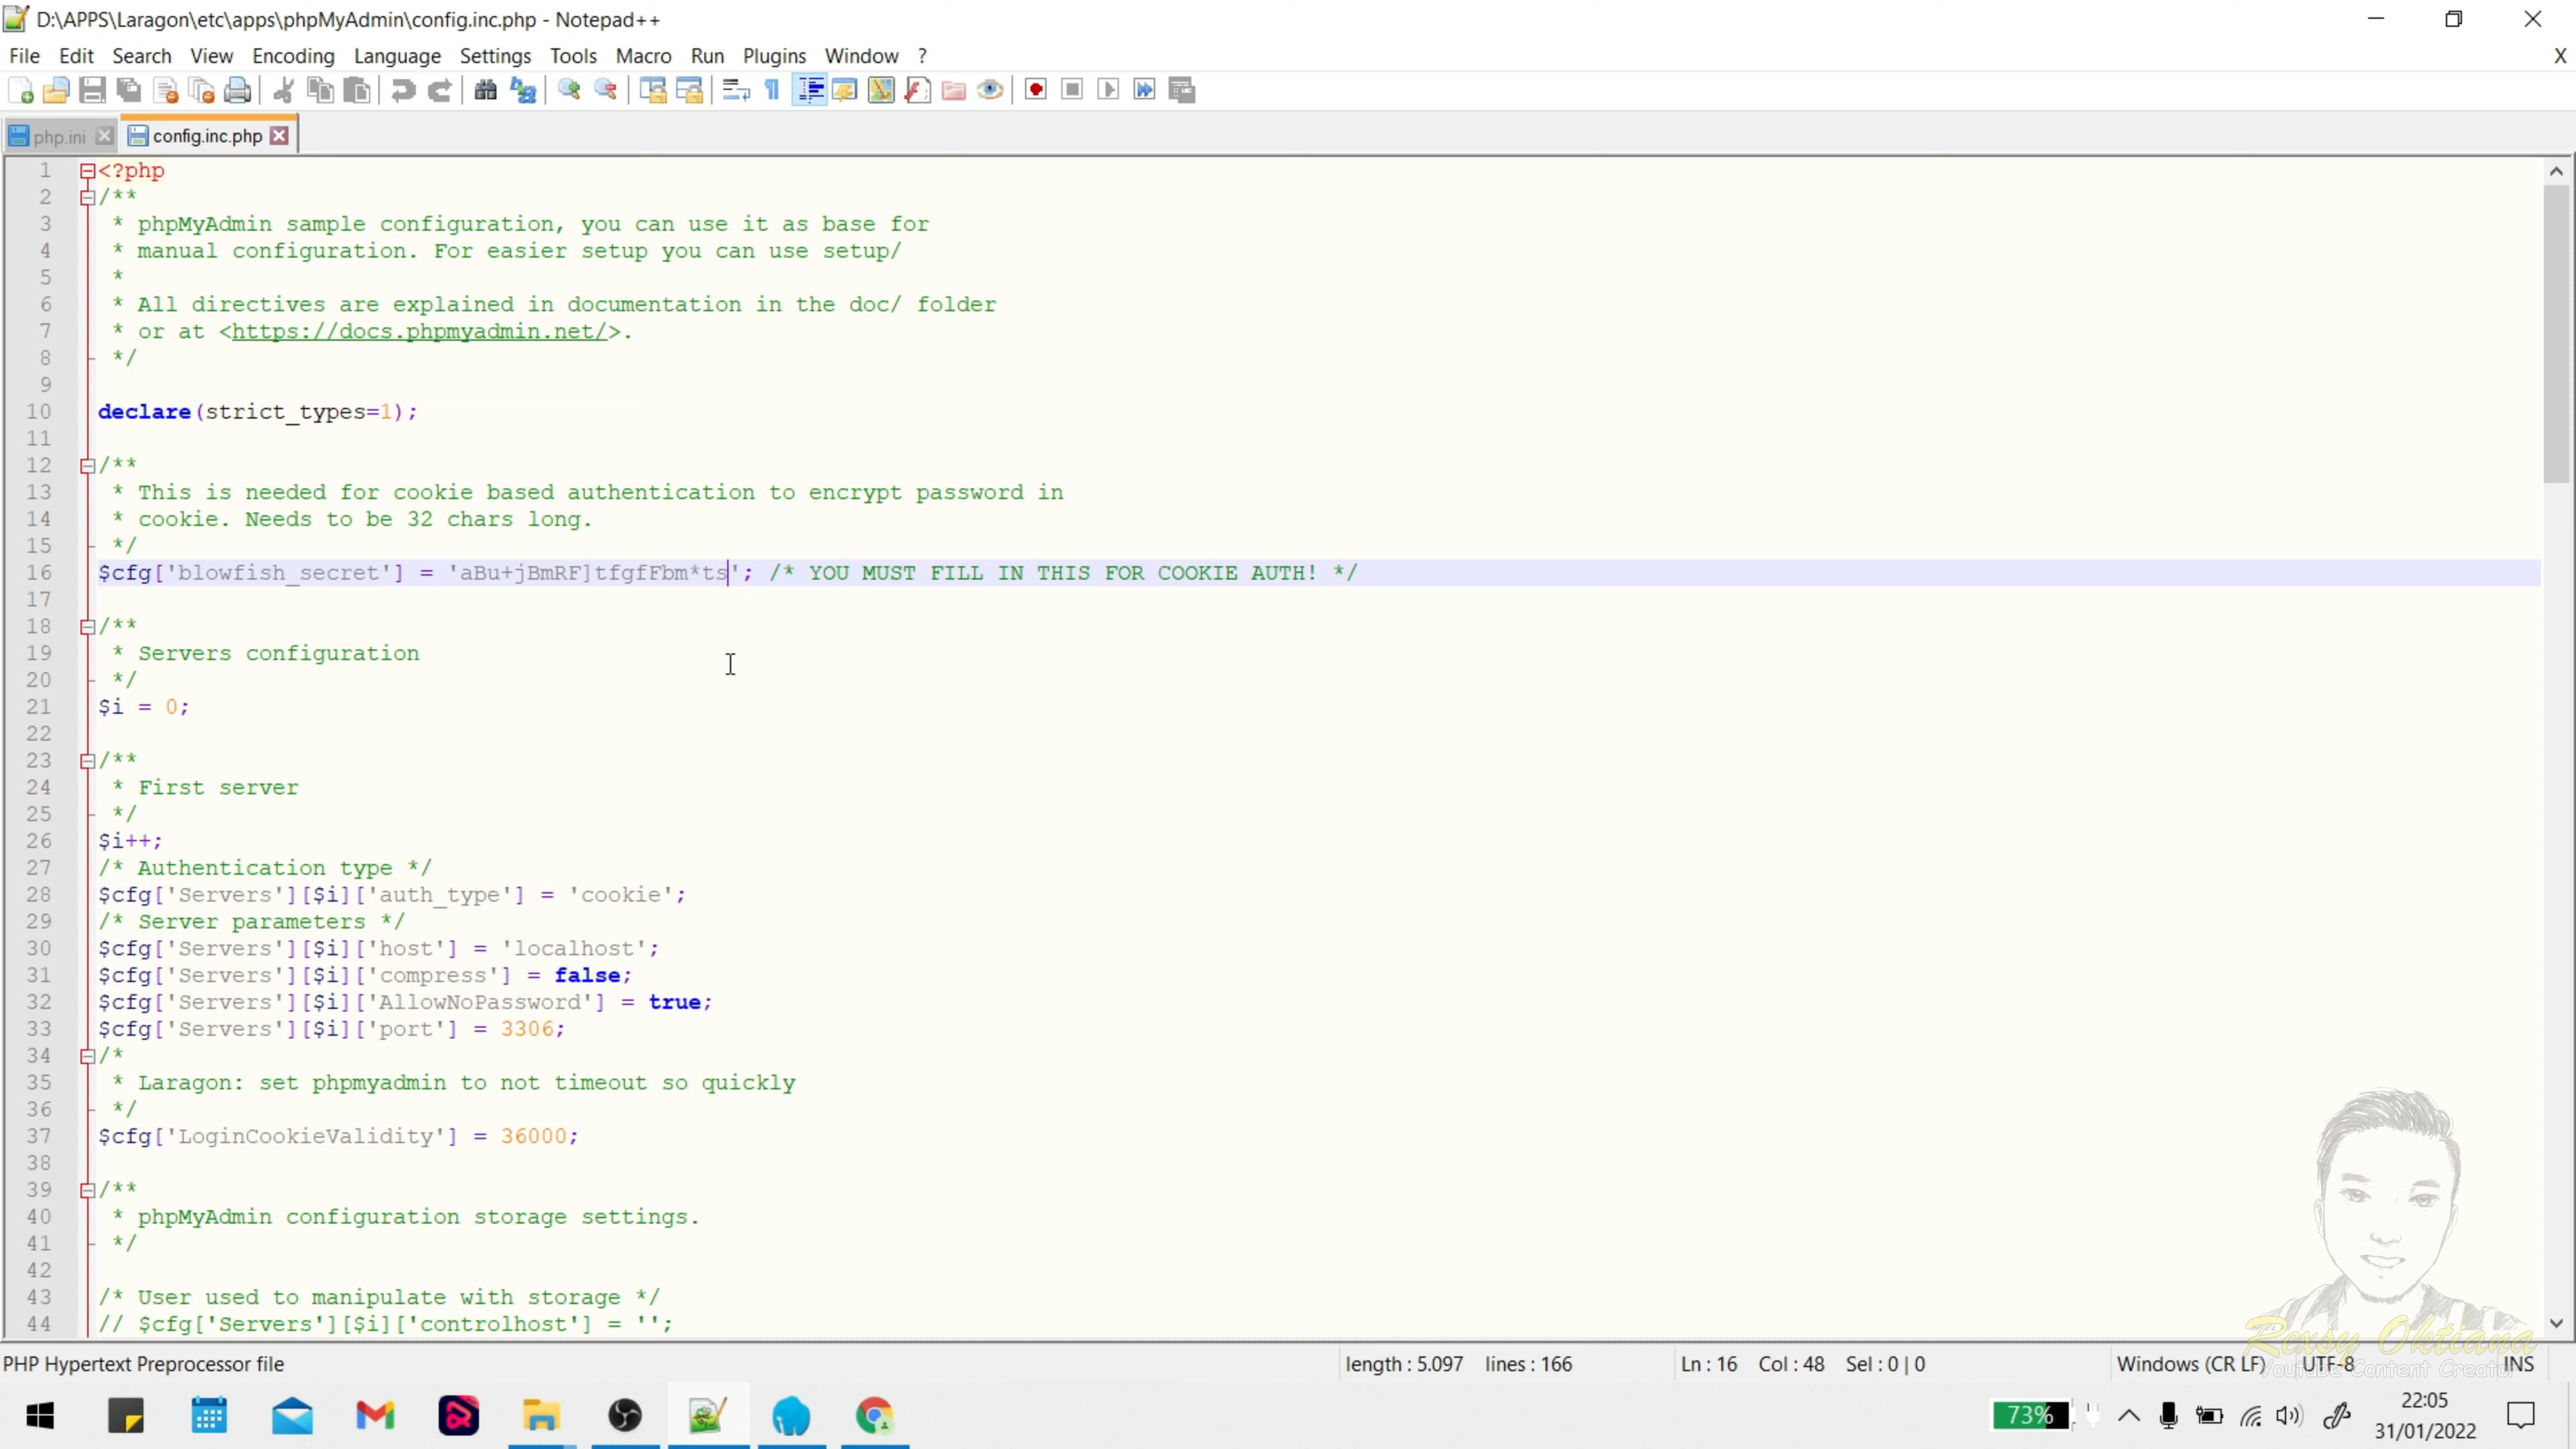 D:\APPS\Laragon\etc\apps\phpMyAdmin\config.inc.php - Notepad++
File Edit Search View Encoding Language Settings Tools Macro Run Plugins Window ? X
php.ini config.inc.php
1 <?php
2 /**
3 * phpMyAdmin sample configuration, you can use it as base for
4 * manual configuration. For easier setup you can use setup/
5 *
6 * All directives are explained in documentation in the doc/ folder
7 * or at <https://docs.phpmyadmin.net/>.
8 */
9
10 declare(strict_types=1);
11
12 /**
13 * This is needed for cookie based authentication to encrypt password in
14 * cookie. Needs to be 32 chars long.
15 */
16 $cfg['blowfish_secret'] = 'aBu+jBmRF]tfgfFbm*ts'; /* YOU MUST FILL IN THIS FOR COOKIE AUTH! */
17
18 /**
19 * Servers configuration
20 */
21 $i = 0;
22
23 /**
24 * First server
25 */
26 $i++;
27 /* Authentication type */
28 $cfg['Servers'][$i]['auth_type'] = 'cookie';
29 /* Server parameters */
30 $cfg['Servers'][$i]['host'] = 'localhost';
31 $cfg['Servers'][$i]['compress'] = false;
32 $cfg['Servers'][$i]['AllowNoPassword'] = true;
33 $cfg['Servers'][$i]['port'] = 3306;
34 /*
35 * Laragon: set phpmyadmin to not timeout so quickly
36 */
37 $cfg['LoginCookieValidity'] = 36000;
38
39 /**
40 * phpMyAdmin configuration storage settings.
41 */
42
43 /* User used to manipulate with storage */
44 // $cfg['Servers'][$i]['controlhost'] = '';
Rexsy Oktiana
Youtube Content Creator
PHP Hypertext Preprocessor file length : 5.097 lines : 166 Ln : 16 Col : 48 Sel : 0 | 0 Windows (CR LF) UTF-8 INS
73% 22:05
31/01/2022